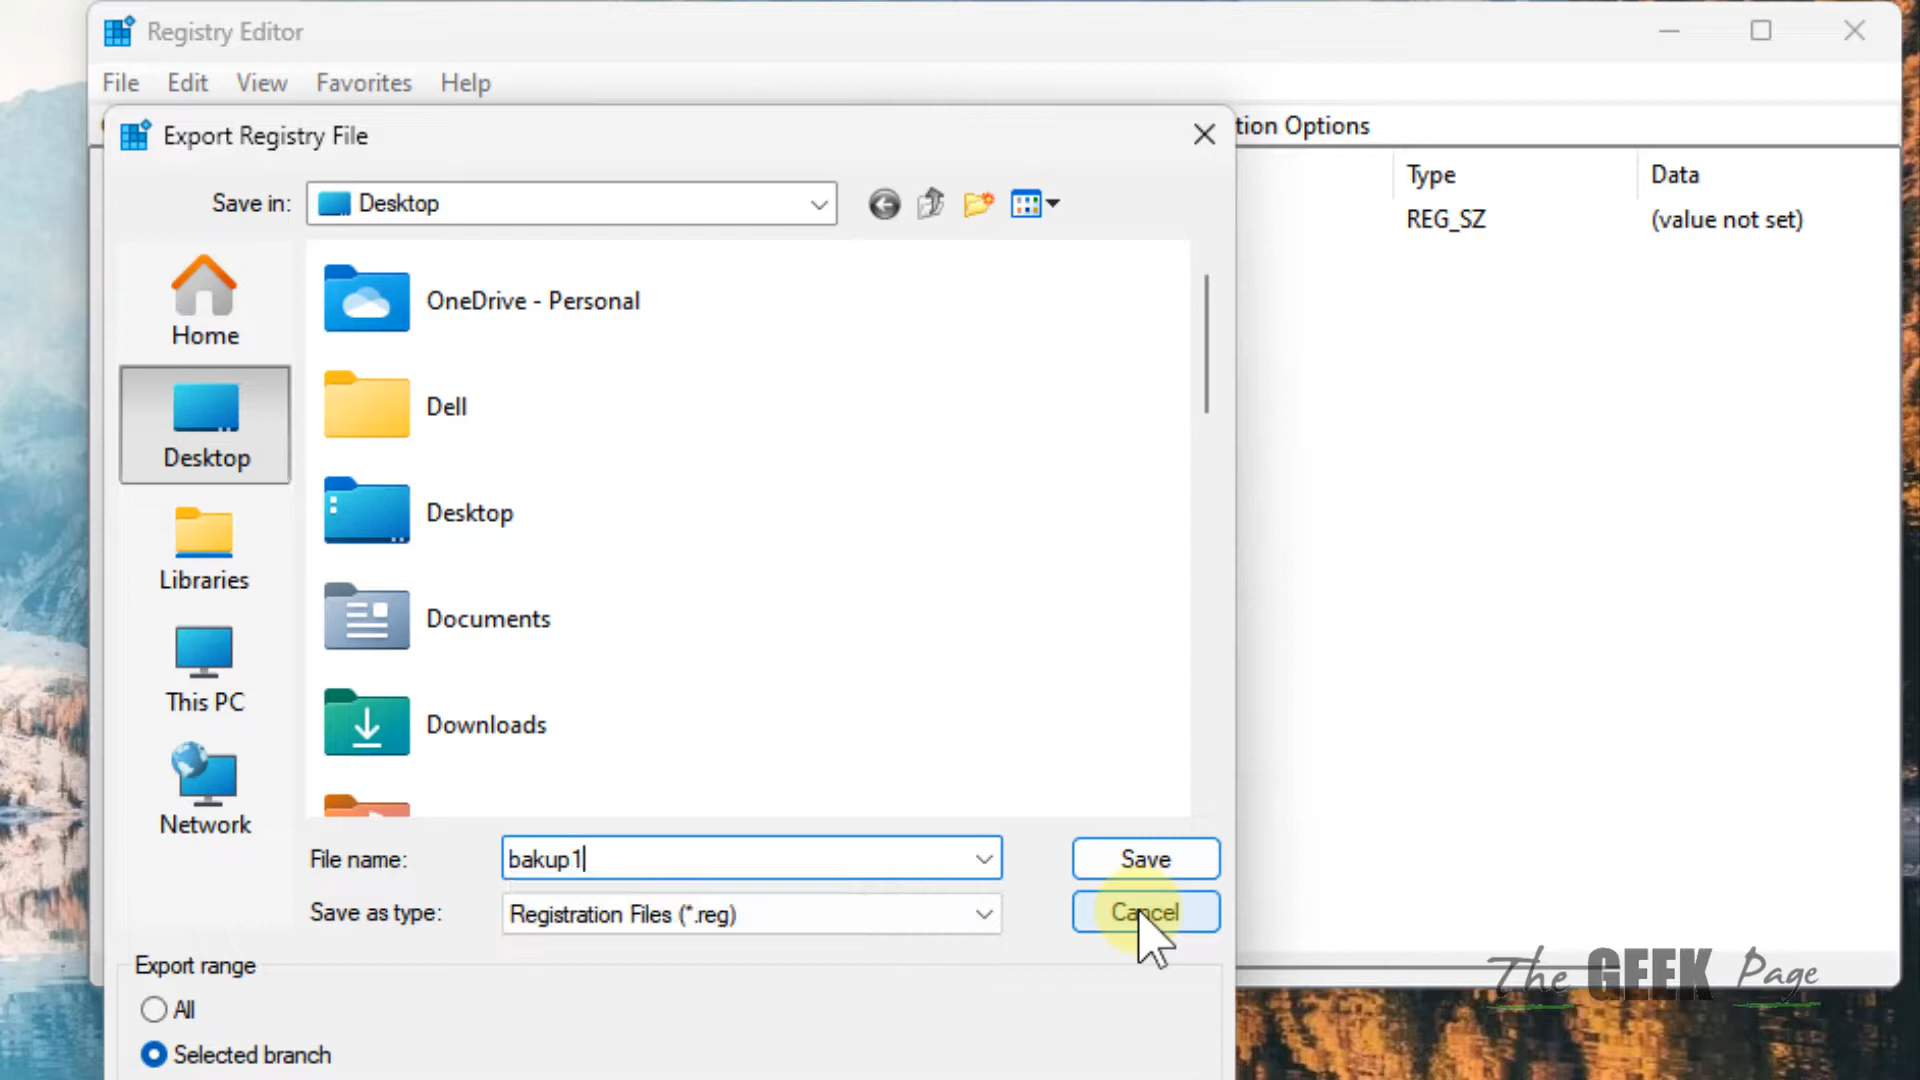 Registry Editor
File Edit View Favorites Help
Export Registry File
tion Options
Save in: Desktop
Type Data
REG_SZ (value not set)
Home
Desktop
Libraries
This PC
Network
OneDrive - Personal
Dell
Desktop
Documents
Downloads
File name: bakup1 Save
Save as type: Registration Files (*.reg) Cancel
Export range
All
Selected branch
The GEEK Page